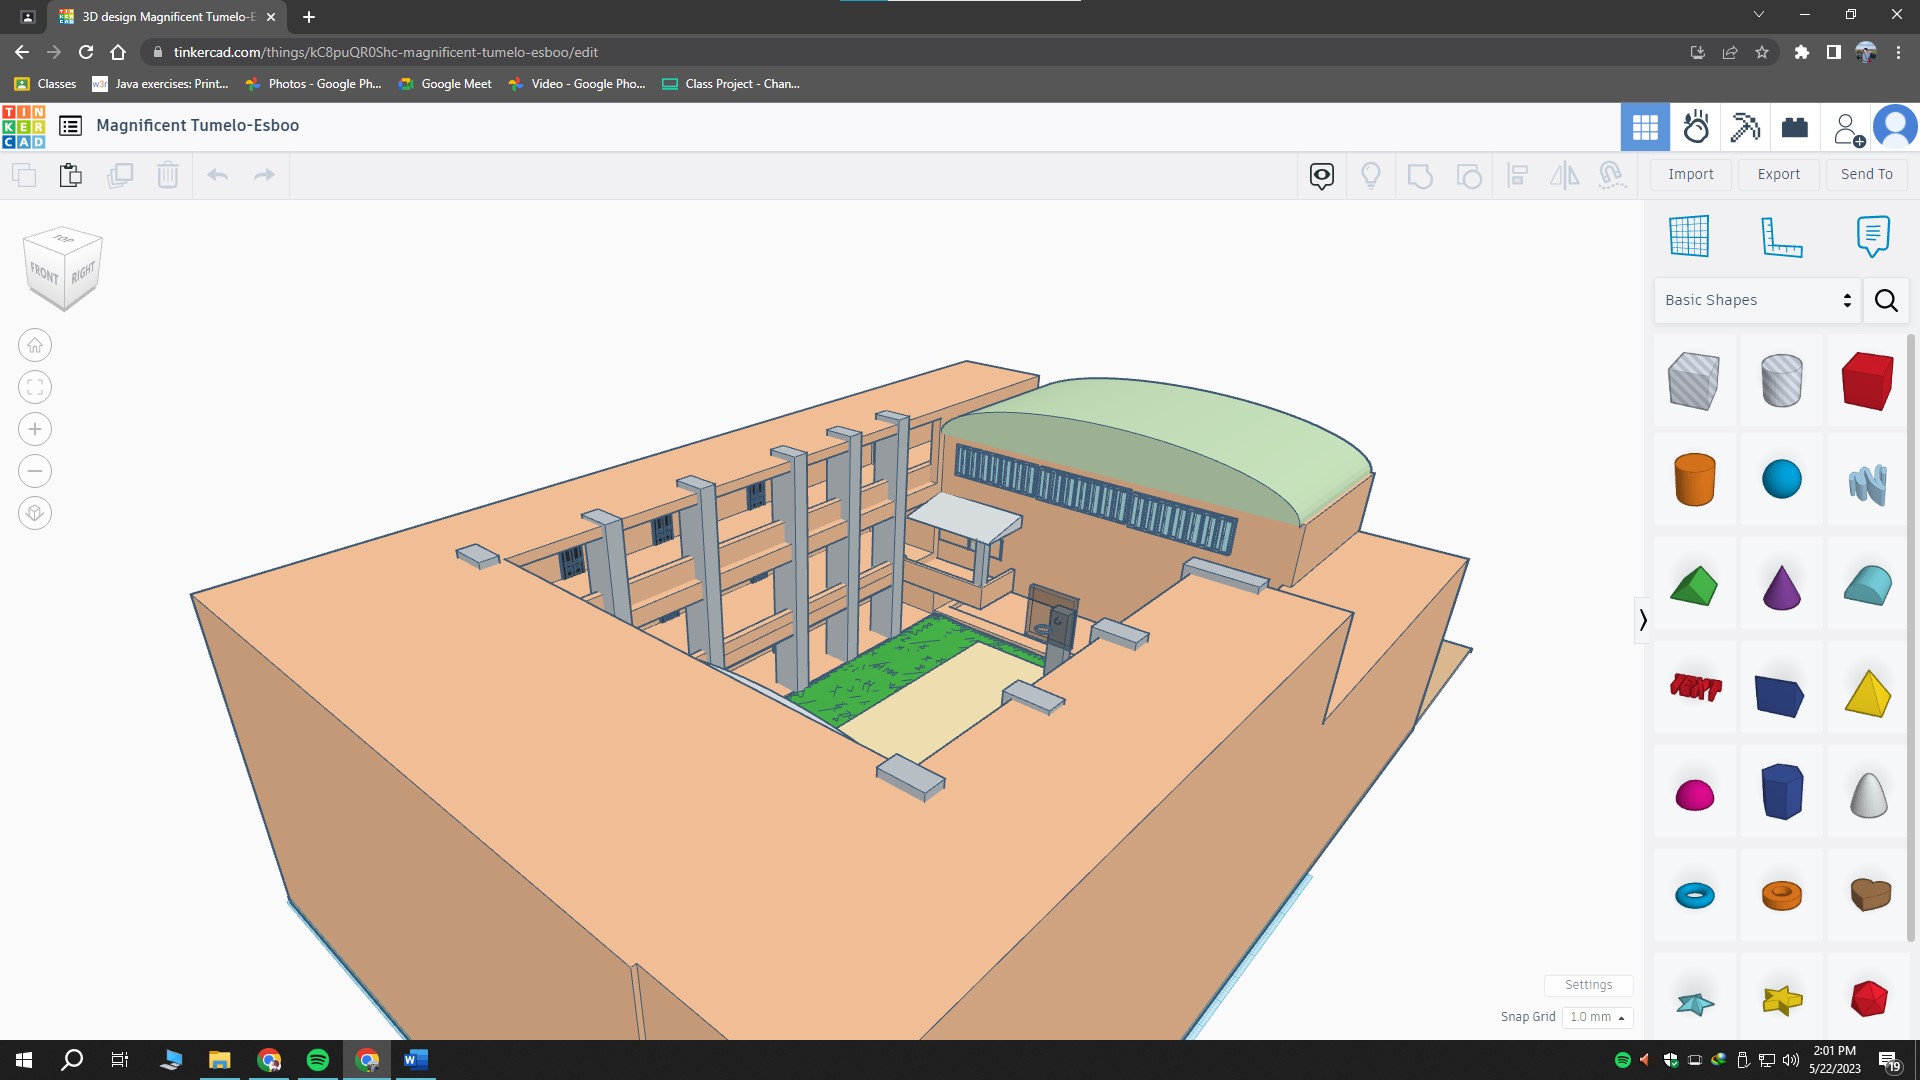 3D design Magnificent Tumelo-E
tinkercad.com/things/kC8puQR0Shc-magnificent-tumelo-esboo/edit
Classes
w3r
Java exercises: Print...
Photos - Google Ph...
Google Meet
Video - Google Pho...
Class Project - Chan...
TIN
KER
CAD
Magnificent Tumelo-Esboo
Import
Export
Send To
TOP
FRONT
RIGHT
Basic Shapes
TEXT
Settings
Snap Grid
1.0 mm
W
2:01 PM
5/22/2023
19